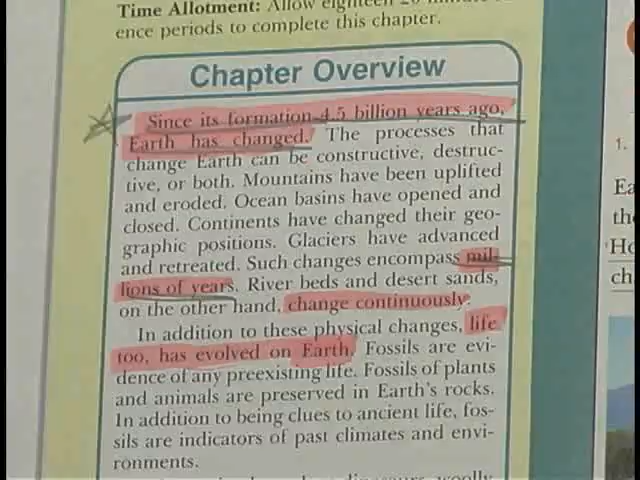 Time Allotment: Allow eighteen 20
ence periods to complete this chapter.
Chapter Overview
Since its formation 4.5 billion years ago,
Earth has changed. The processes that
change Earth can be constructive, destruc-
tive, or both. Mountains have been uplifted
and eroded. Ocean basins have opened and
closed. Continents have changed their geo-
graphic positions. Glaciers have advanced
and retreated. Such changes encompass mil-
lions of years. River beds and desert sands,
on the other hand, change continuously.
In addition to these physical changes, life
too, has evolved on Earth. Fossils are evi-
dence of any preexisting life. Fossils of plants
and animals are preserved in Earth's rocks.
In addition to being clues to ancient life, fos-
sils are indicators of past climates and envi-
ronments.
dinosaurs, woolly
1.
Ea
th
Ho
ch